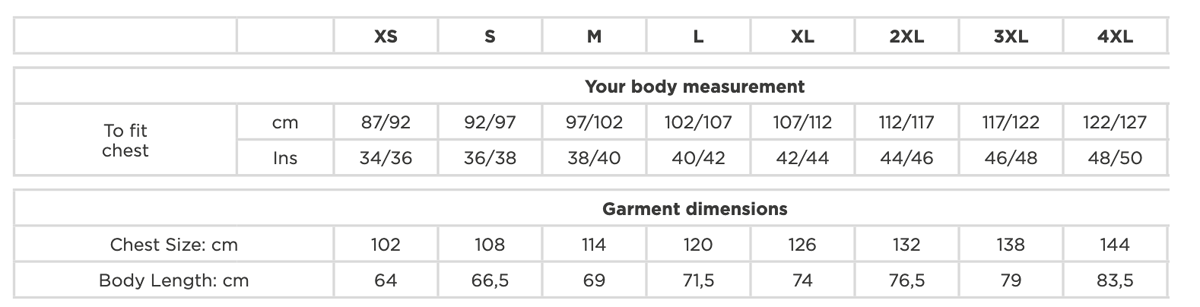 XS S M L XL 2XL 3XL 4XL
Your body measurement
To fit chest cm 87/92 92/97 97/102 102/107 107/112 112/117 117/122 122/127
Ins 34/36 36/38 38/40 40/42 42/44 44/46 46/48 48/50
Garment dimensions
Chest Size: cm 102 108 114 120 126 132 138 144
Body Length: cm 64 66,5 69 71,5 74 76,5 79 83,5